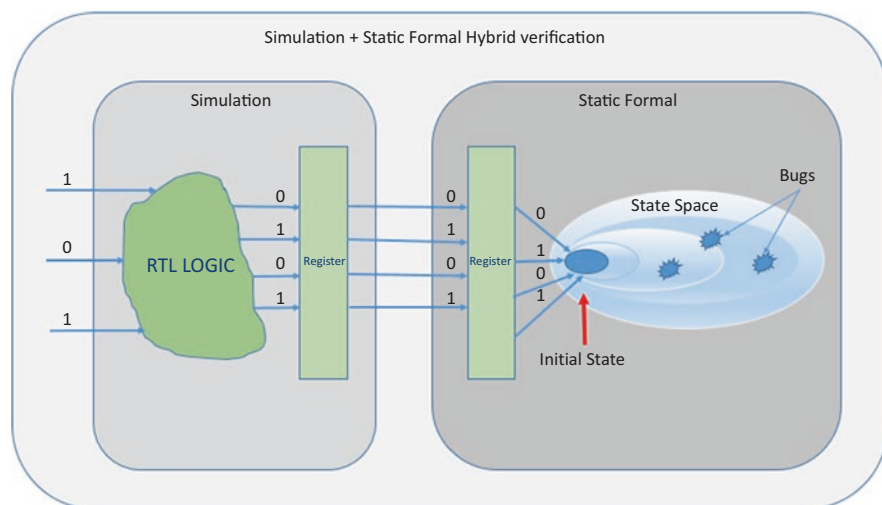 Simulation + Static Formal Hybrid verification
Simulation
Static Formal
1
0
1
RTL LOGIC
0
1
0
1
Register
0
1
0
1
Register
0
1
0
1
State Space
Bugs
Initial State